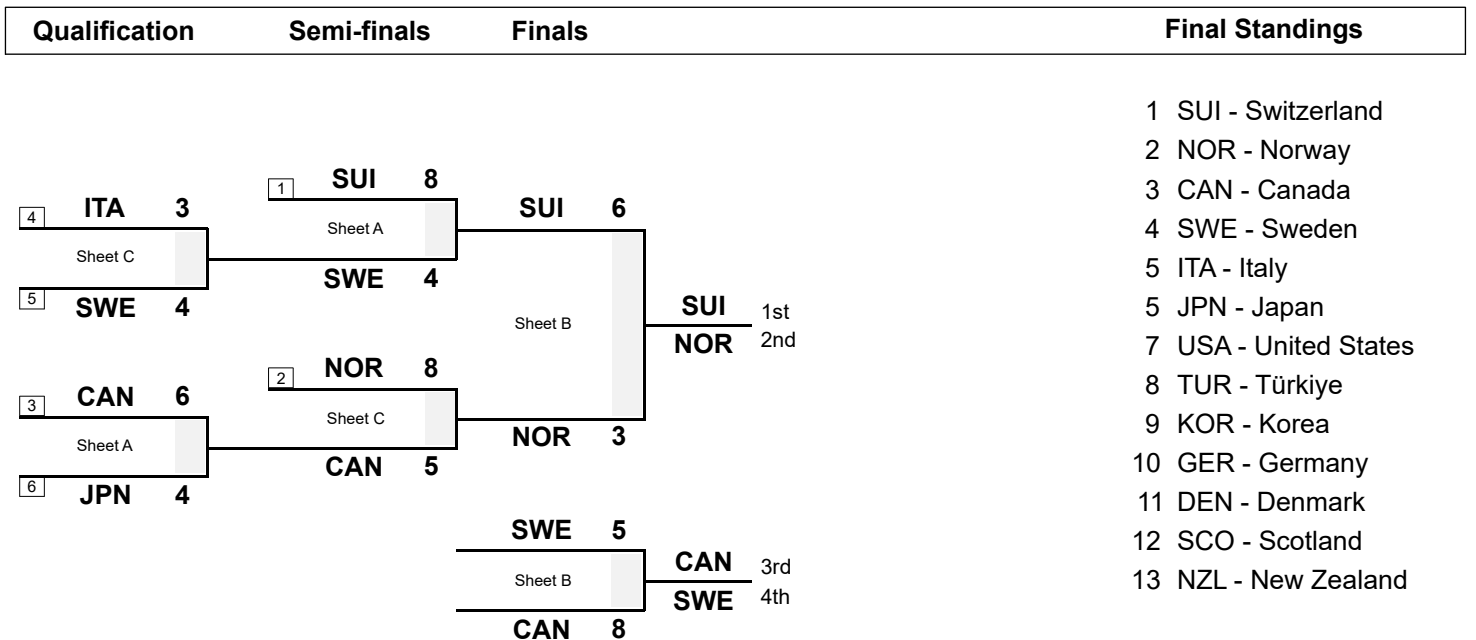 Qualification Semi-finals Finals Final Standings
1 SUI - Switzerland
2 NOR - Norway
3 CAN - Canada
4 SWE - Sweden
5 ITA - Italy
5 JPN - Japan
7 USA - United States
8 TUR - Türkiye
9 KOR - Korea
10 GER - Germany
11 DEN - Denmark
12 SCO - Scotland
13 NZL - New Zealand
4 ITA 3
Sheet C
5 SWE 4
3 CAN 6
Sheet A
6 JPN 4
1 SUI 8
Sheet A
SWE 4
2 NOR 8
Sheet C
CAN 5
SUI 6
Sheet B
NOR 3
SUI 1st
NOR 2nd
SWE 5
Sheet B
CAN 8
CAN 3rd
SWE 4th